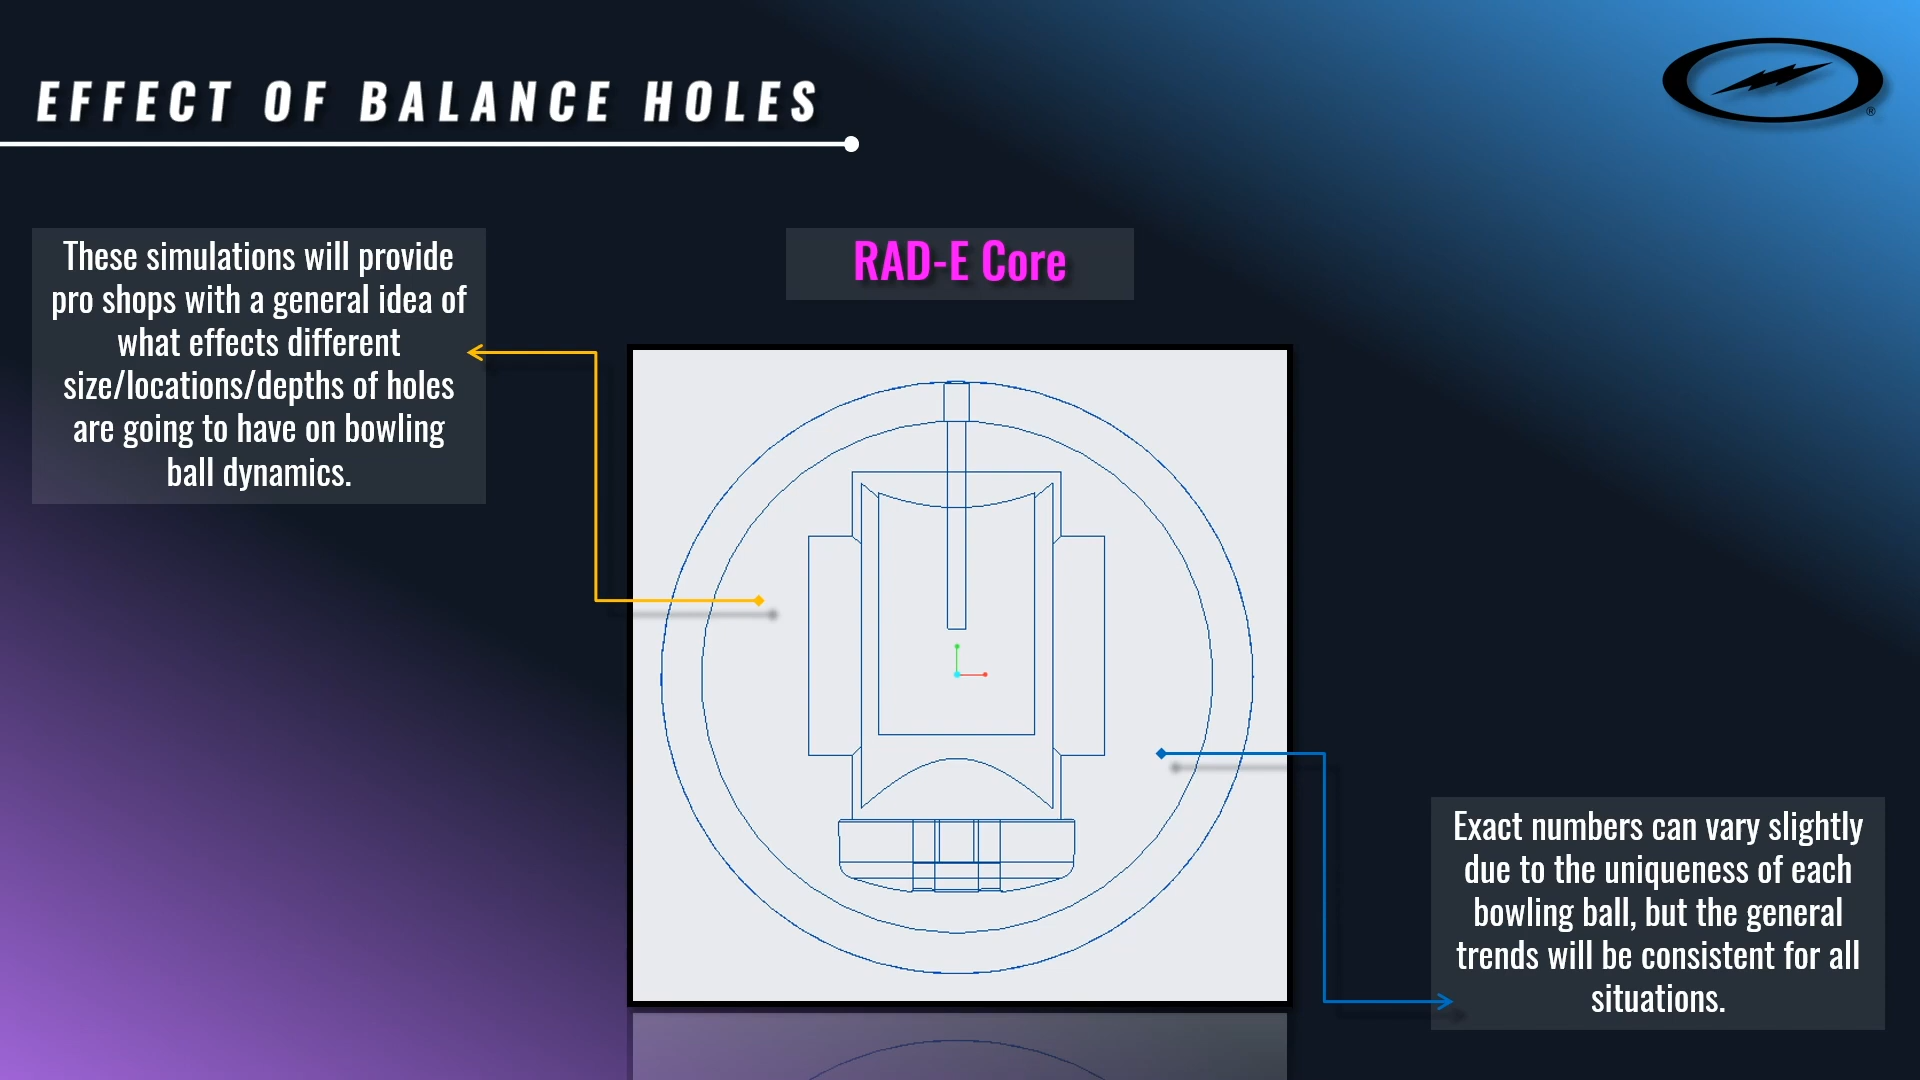 EFFECT OF BALANCE HOLES
®
These simulations will provide
pro shops with a general idea of
what effects different
size/locations/depths of holes
are going to have on bowling
ball dynamics.
RAD-E Core
Exact numbers can vary slightly
due to the uniqueness of each
bowling ball, but the general
trends will be consistent for all
situations.